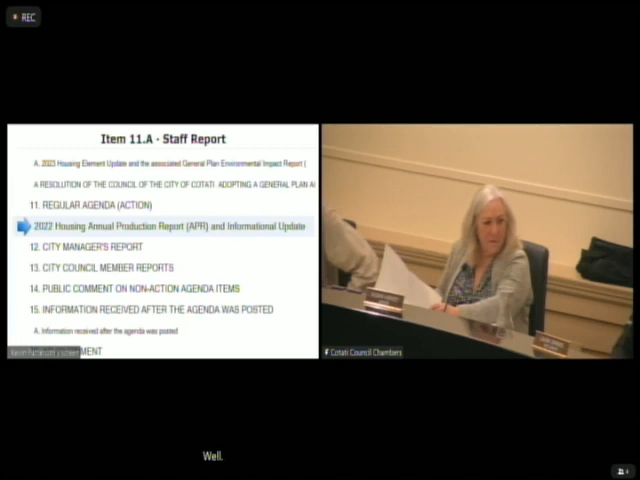 REC
Item 11.A - Staff Report
A. 2023 Housing Element Update and the associated General Plan Environmental Impact Report (
A RESOLUTION OF THE COUNCIL OF THE CITY OF COTATI ADOPTING A GENERAL PLAN A
11. REGULAR AGENDA (ACTION)
2022 Housing Annual Production Report (APR) and Informational Update
12. CITY MANAGER'S REPORT
13. CITY COUNCIL MEMBER REPORTS
14. PUBLIC COMMENT ON NON-ACTION AGENDA ITEMS
15. INFORMATION RECEIVED AFTER THE AGENDA WAS POSTED
A. Information received after the agenda was posted
MENT
Cotati Council Chambers
Well.
4